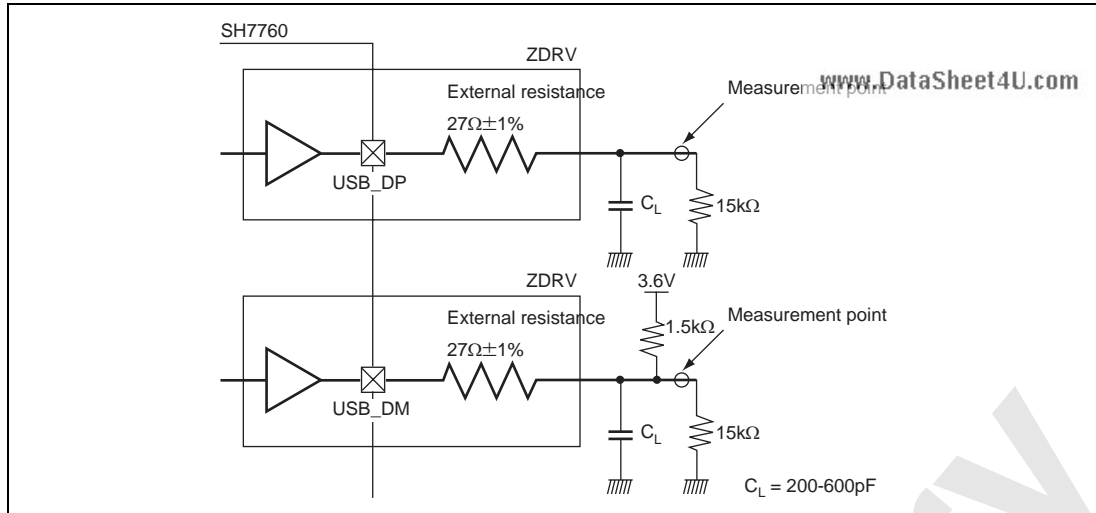 SH7760
ZDRV
External resistance
27Ω±1%
USB_DP
Measurement point
www.DataSheet4U.com
CL
15kΩ
ZDRV
External resistance
27Ω±1%
USB_DM
3.6V
1.5kΩ
Measurement point
CL
15kΩ
CL = 200-600pF